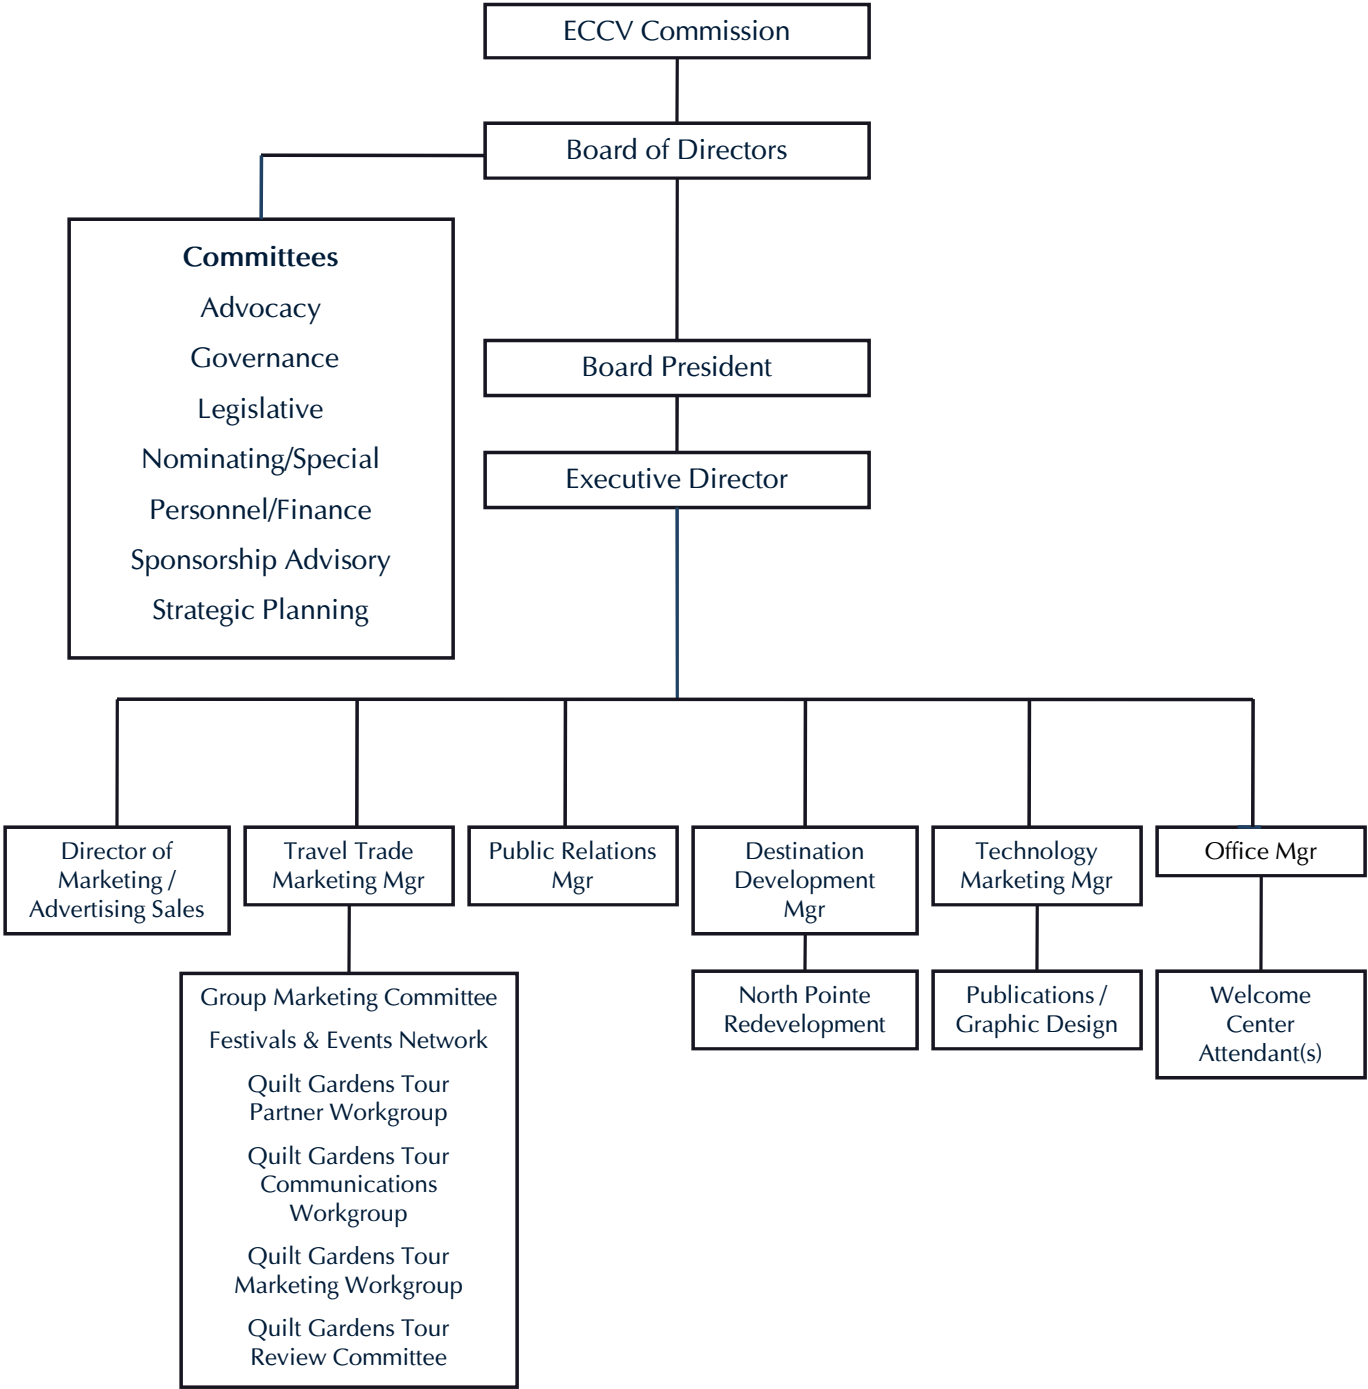 ECCV Commission
Board of Directors
Committees
Advocacy
Governance
Legislative
Nominating/Special
Personnel/Finance
Sponsorship Advisory
Strategic Planning
Board President
Executive Director
Director of
Marketing /
Advertising Sales
Travel Trade
Marketing Mgr
Public Relations
Mgr
Destination
Development
Mgr
Technology
Marketing Mgr
Office Mgr
Group Marketing Committee
Festivals & Events Network
Quilt Gardens Tour
Partner Workgroup
Quilt Gardens Tour
Communications
Workgroup
Quilt Gardens Tour
Marketing Workgroup
Quilt Gardens Tour
Review Committee
North Pointe
Redevelopment
Publications /
Graphic Design
Welcome
Center
Attendant(s)